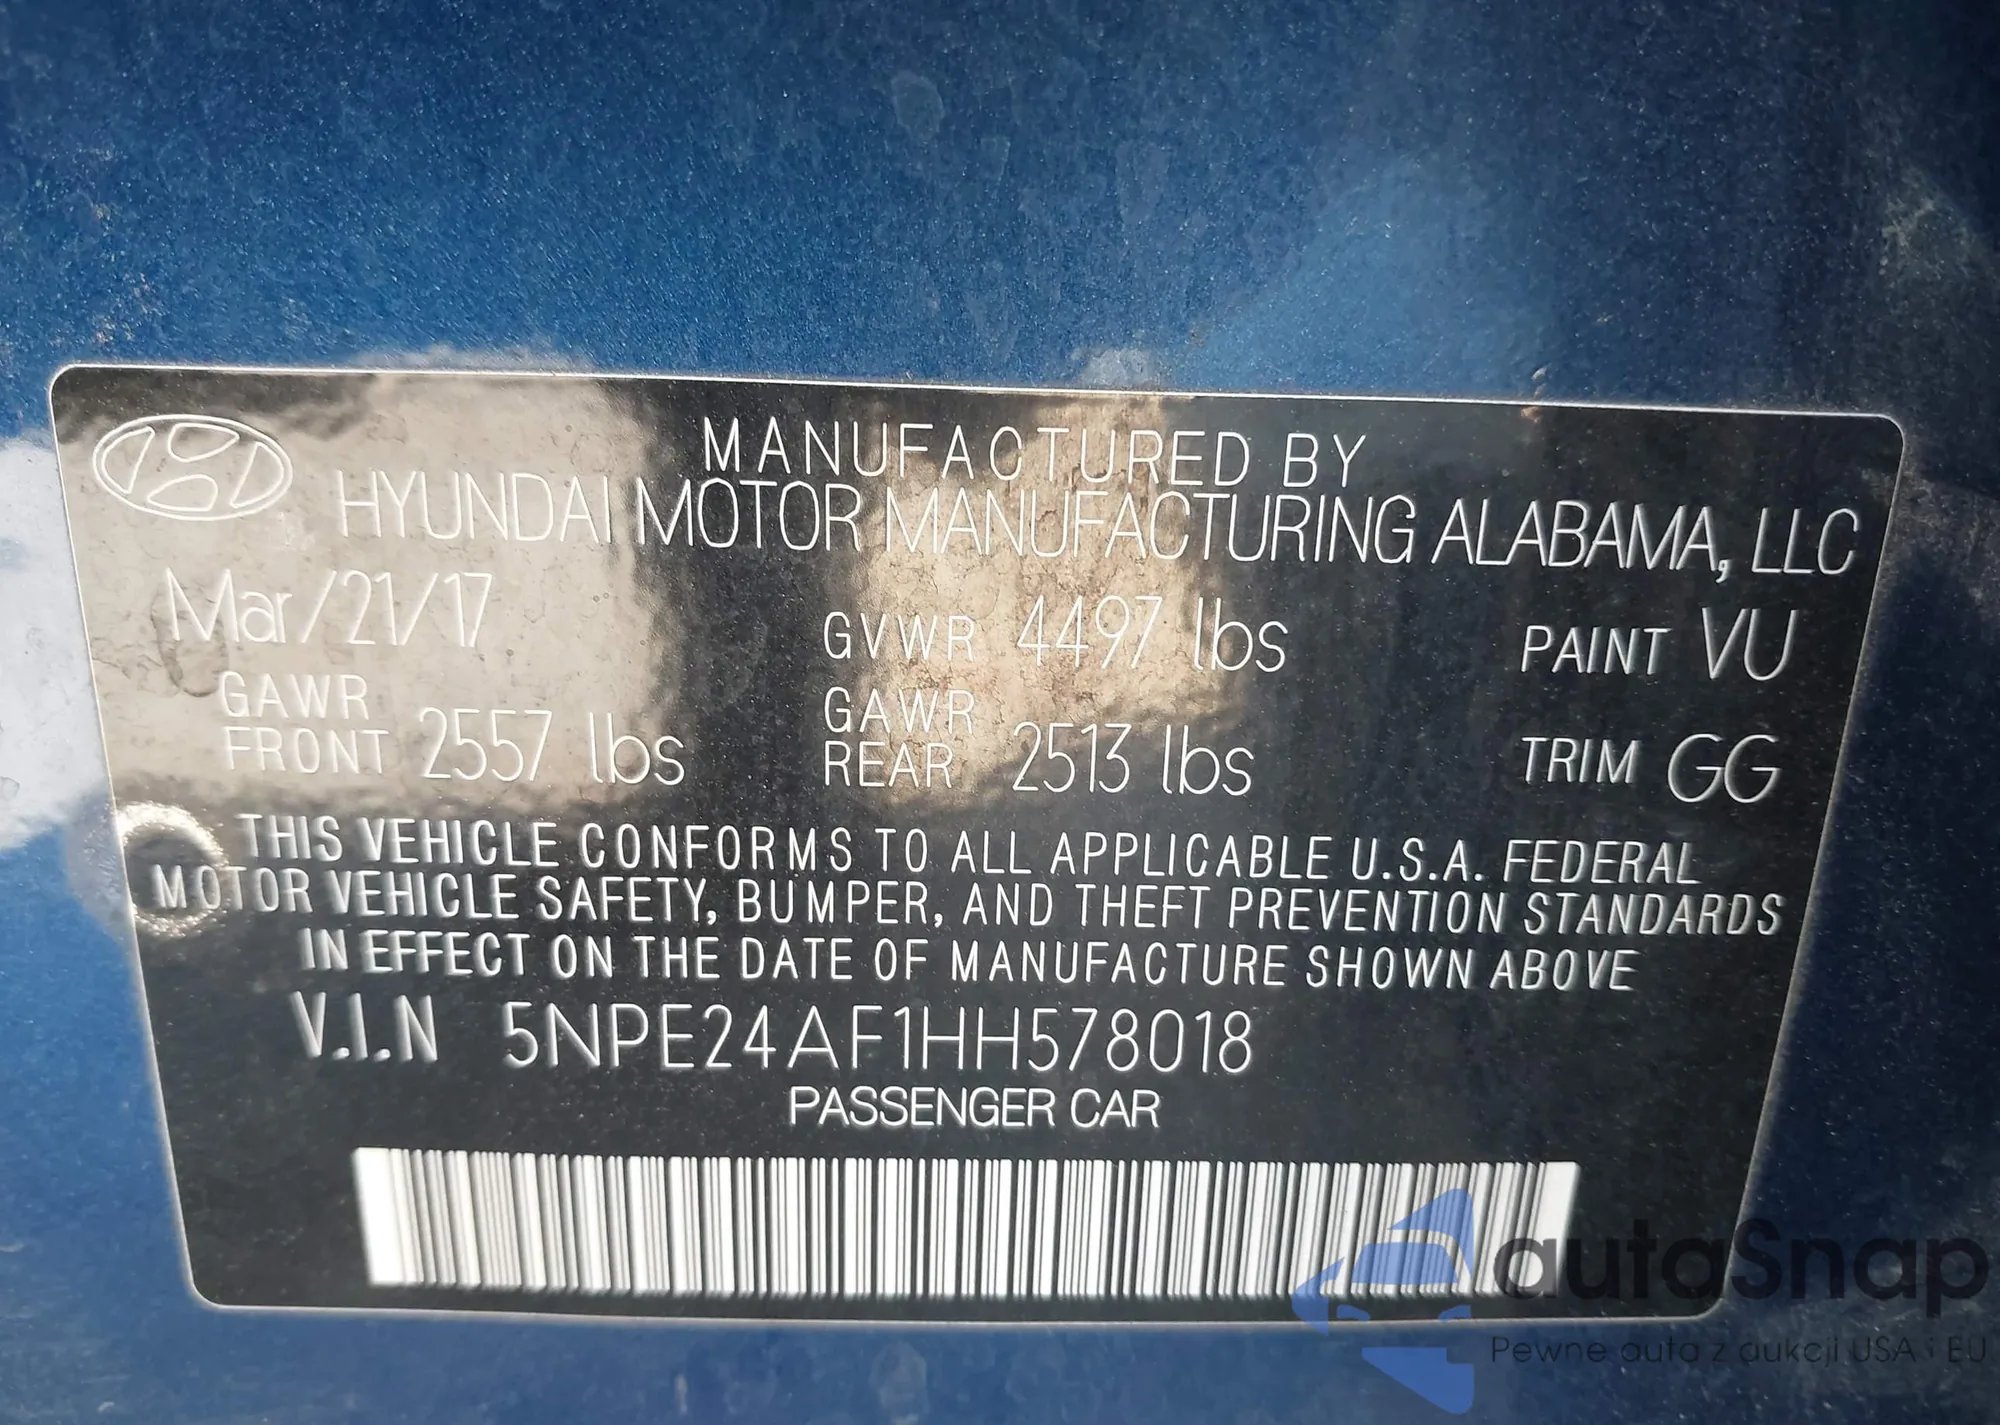 MANUFACTURED BY
HYUNDAI MOTOR MANUFACTURING ALABAMA, LLC
Mar/21/17 GVWR 4497 lbs PAINT VU
GAWR FRONT 2557 lbs GAWR REAR 2513 lbs TRIM GG
THIS VEHICLE CONFORMS TO ALL APPLICABLE U.S.A. FEDERAL
MOTOR VEHICLE SAFETY, BUMPER, AND THEFT PREVENTION STANDARDS
IN EFFECT ON THE DATE OF MANUFACTURE SHOWN ABOVE
V.I.N 5NPE24AF1HH578018
PASSENGER CAR
autaSnap
Pewne auta z aukcji USA i EU